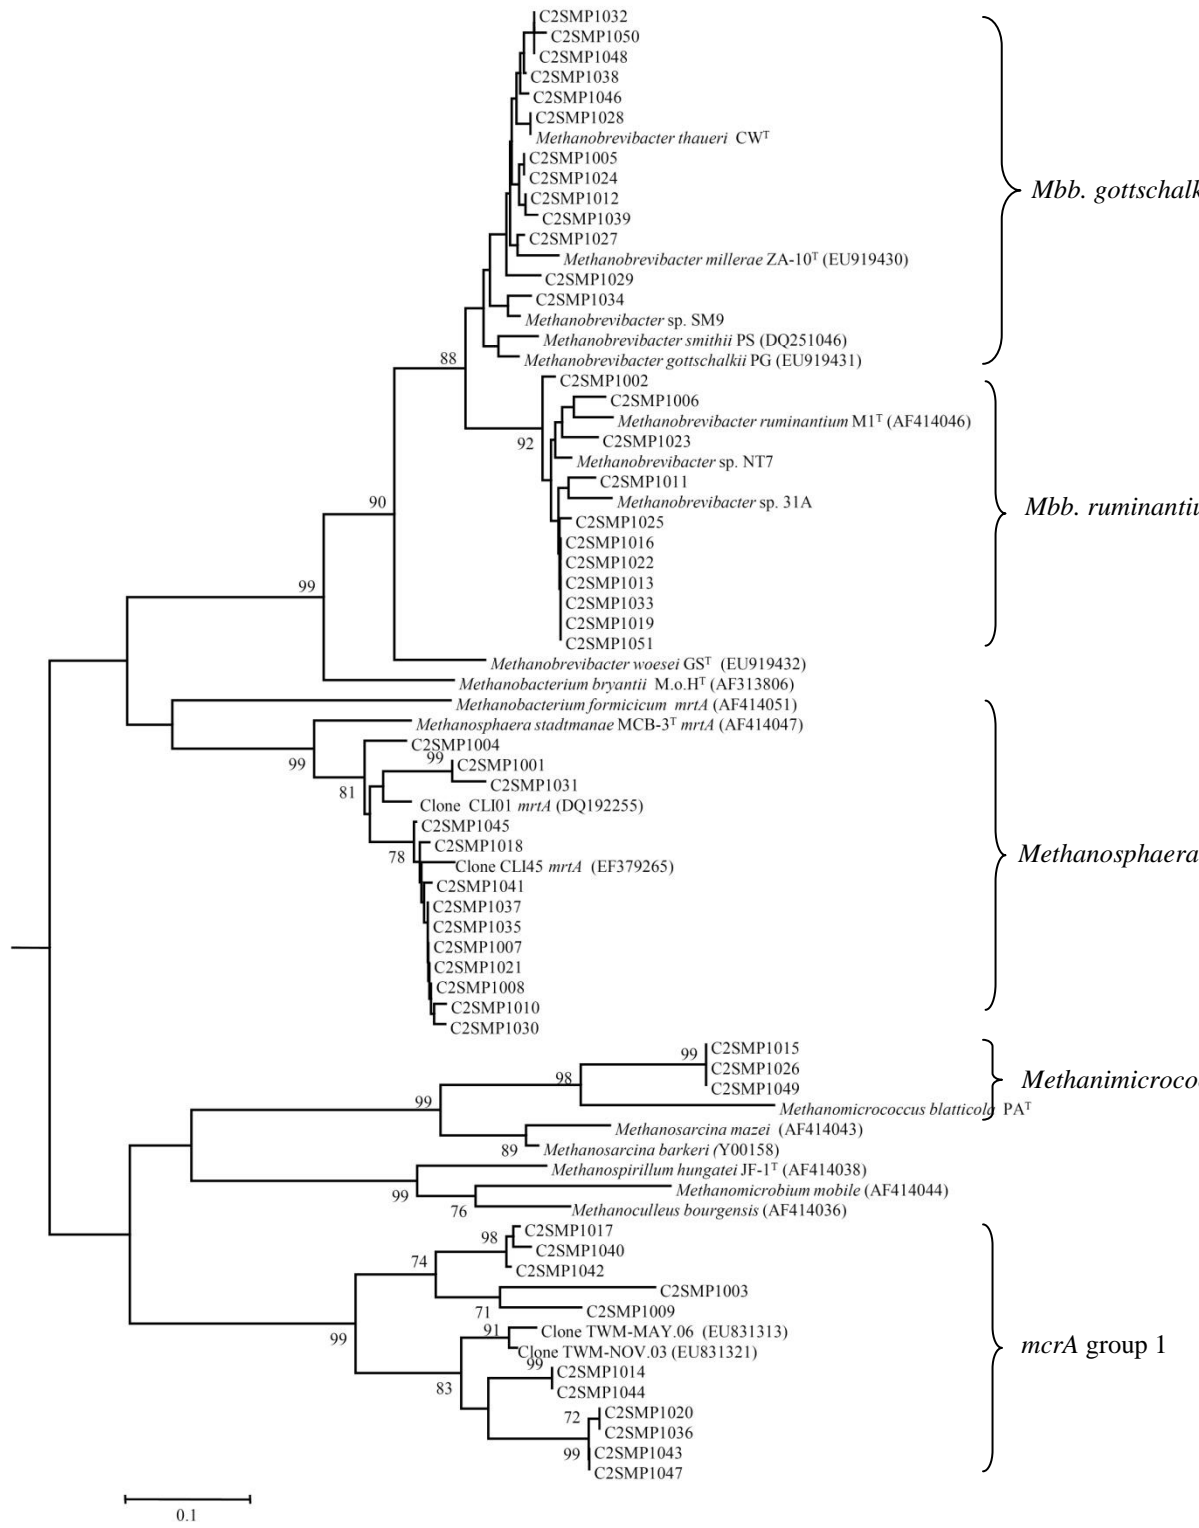 C2SMP1032
C2SMP1050
C2SMP1048
C2SMP1038
C2SMP1046
C2SMP1028
Methanobrevibacter thaueri CWᵀ
C2SMP1005
C2SMP1024
C2SMP1012
C2SMP1039
C2SMP1027
Methanobrevibacter millerae ZA-10ᵀ (EU919430)
C2SMP1029
C2SMP1034
Methanobrevibacter sp. SM9
Methanobrevibacter smithii PS (DQ251046)
Methanobrevibacter gottschalkii PG (EU919431)
Mbb. gottschalk
88
C2SMP1002
C2SMP1006
Methanobrevibacter ruminantium M1ᵀ (AF414046)
C2SMP1023
92
Methanobrevibacter sp. NT7
C2SMP1011
Methanobrevibacter sp. 31A
C2SMP1025
C2SMP1016
C2SMP1022
C2SMP1013
C2SMP1033
C2SMP1019
C2SMP1051
Mbb. ruminantiu
90
99
Methanobrevibacter woesei GSᵀ (EU919432)
Methanobacterium bryantii M.o.Hᵀ (AF313806)
Methanobacterium formicicum mrtA (AF414051)
Methanosphaera stadtmanae MCB-3ᵀ mrtA (AF414047)
C2SMP1004
99
99
C2SMP1001
C2SMP1031
81
Clone CLI01 mrtA (DQ192255)
C2SMP1045
C2SMP1018
78
Clone CLI45 mrtA (EF379265)
C2SMP1041
C2SMP1037
C2SMP1035
C2SMP1007
C2SMP1021
C2SMP1008
C2SMP1010
C2SMP1030
Methanosphaera
99
C2SMP1015
C2SMP1026
C2SMP1049
98
99
Methanomicrococcus blatticola PAᵀ
Methanimicroco
Methanosarcina mazei (AF414043)
89
Methanosarcina barkeri (Y00158)
Methanospirillum hungatei JF-1ᵀ (AF414038)
99
Methanomicrobium mobile (AF414044)
76
Methanoculleus bourgensis (AF414036)
C2SMP1017
98
C2SMP1040
C2SMP1042
74
C2SMP1003
71
C2SMP1009
99
91
Clone TWM-MAY.06 (EU831313)
Clone TWM-NOV.03 (EU831321)
99
C2SMP1014
C2SMP1044
83
72
C2SMP1020
C2SMP1036
99
C2SMP1043
C2SMP1047
mcrA group 1
0.1